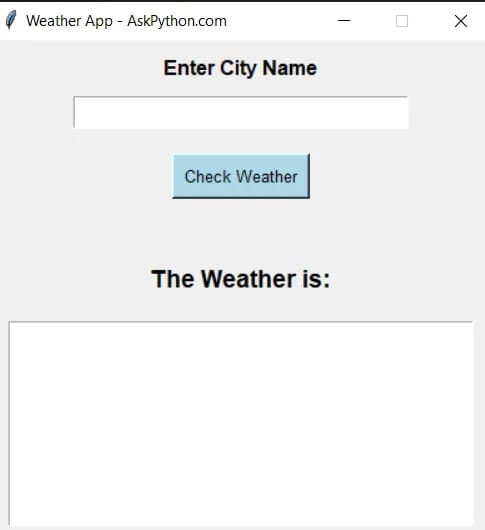 Weather App - AskPython.com
Enter City Name
Check Weather
The Weather is: